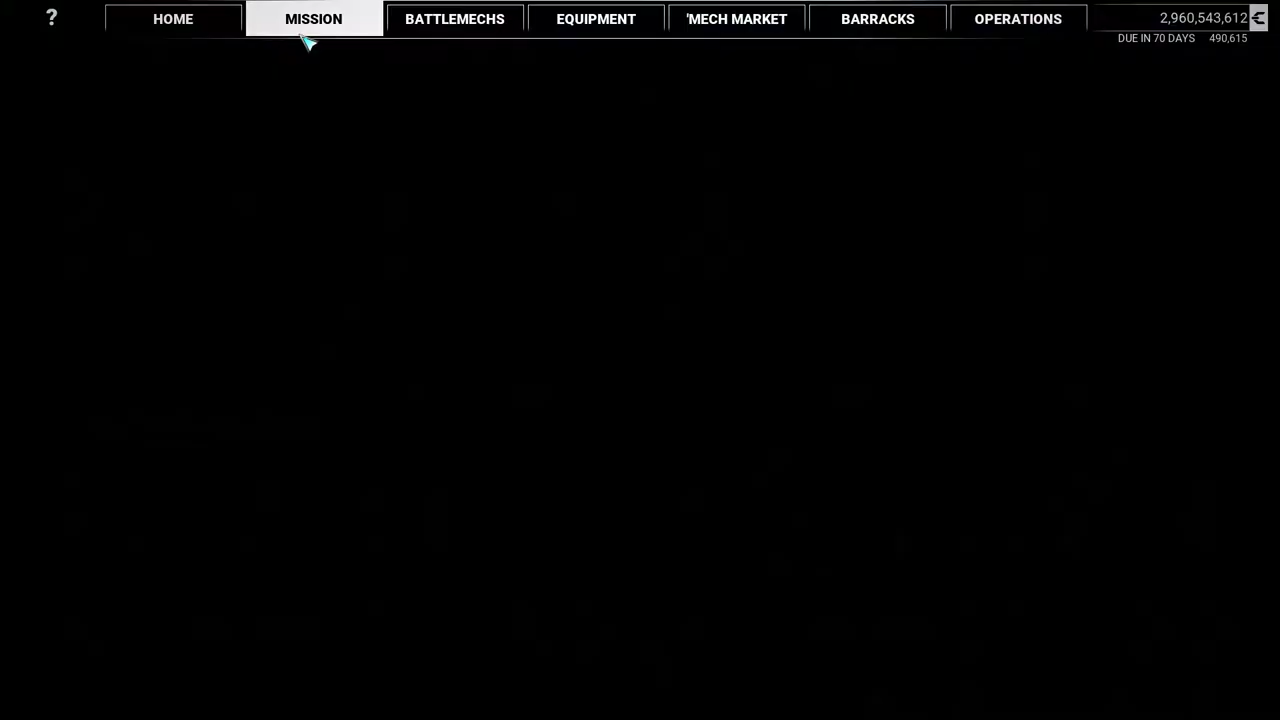 ?
HOME
MISSION
BATTLEMECHS
EQUIPMENT
'MECH MARKET
BARRACKS
OPERATIONS
2,960,543,612
DUE IN 70 DAYS 490,615